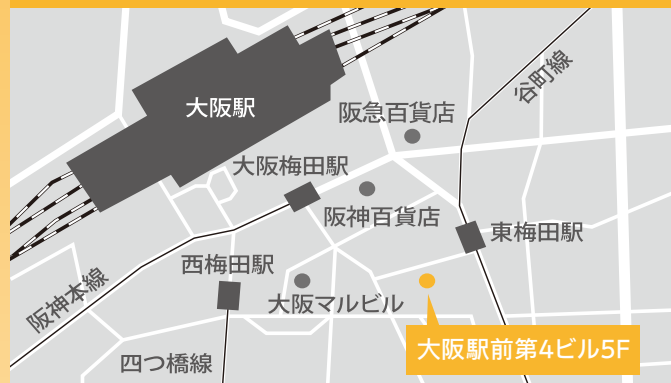 谷町線
大阪駅
阪急百貨店
大阪梅田駅
阪神百貨店
東梅田駅
西梅田駅
阪神本線
大阪マルビル
四つ橋線
大阪駅前第4ビル5F